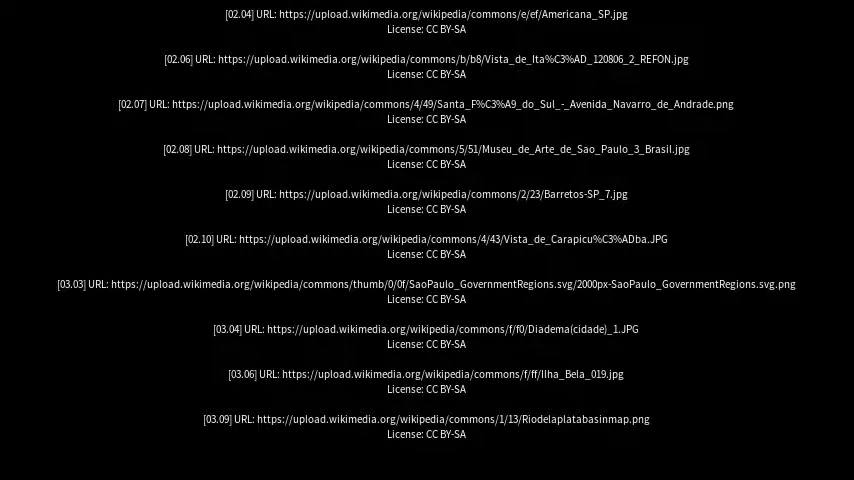 [02.04] URL: https://upload.wikimedia.org/wikipedia/commons/e/ef/Americana_SP.jpg
License: CC BY-SA
[02.06] URL: https://upload.wikimedia.org/wikipedia/commons/b/b8/Vista_de_Ita%C3%AD_120806_2_REFON.jpg
License: CC BY-SA
[02.07] URL: https://upload.wikimedia.org/wikipedia/commons/4/49/Santa_F%C3%A9_do_Sul_-_Avenida_Navarro_de_Andrade.png
License: CC BY-SA
[02.08] URL: https://upload.wikimedia.org/wikipedia/commons/5/51/Museu_de_Arte_de_Sao_Paulo_3_Brasil.jpg
License: CC BY-SA
[02.09] URL: https://upload.wikimedia.org/wikipedia/commons/2/23/Barretos-SP_7.jpg
License: CC BY-SA
[02.10] URL: https://upload.wikimedia.org/wikipedia/commons/4/43/Vista_de_Carapicu%C3%ADba.JPG
License: CC BY-SA
[03.03] URL: https://upload.wikimedia.org/wikipedia/commons/thumb/0/0f/SaoPaulo_GovernmentRegions.svg/2000px-SaoPaulo_GovernmentRegions.svg.png
License: CC BY-SA
[03.04] URL: https://upload.wikimedia.org/wikipedia/commons/f/f0/Diadema(cidade)_1.JPG
License: CC BY-SA
[03.06] URL: https://upload.wikimedia.org/wikipedia/commons/f/ff/Ilha_Bela_019.jpg
License: CC BY-SA
[03.09] URL: https://upload.wikimedia.org/wikipedia/commons/1/13/Riodelaplatabasinmap.png
License: CC BY-SA